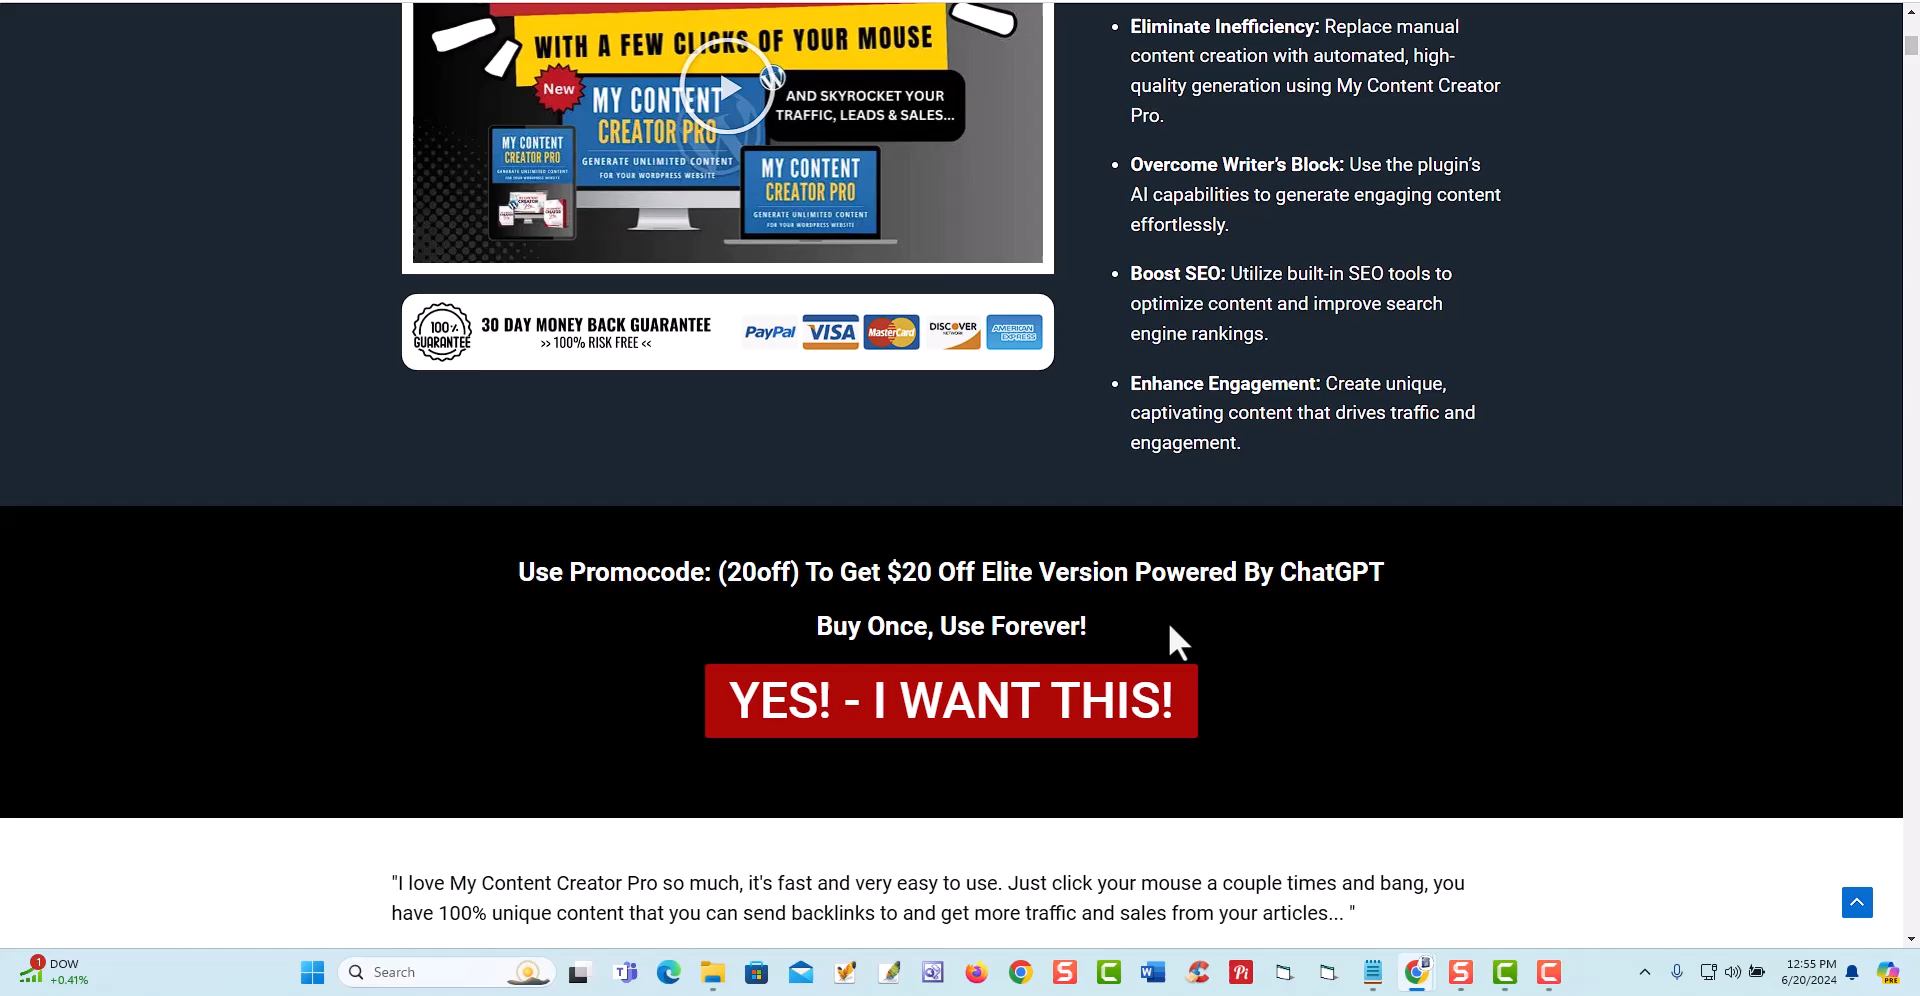 WITH A FEW CLICKS OF YOUR MOUSE
New
MY CONTENT
CREATOR PRO
GENERATE UNLIMITED CONTENT
FOR YOUR WORDPRESS WEBSITE
AND SKYROCKET YOUR
TRAFFIC, LEADS & SALES...
MY CONTENT
CREATOR PRO
MY CONTENT
CREATOR PRO
GENERATE UNLIMITED CONTENT
FOR YOUR WORDPRESS WEBSITE
100%
GUARANTEE
30 DAY MONEY BACK GUARANTEE
>> 100% RISK FREE <<
PayPal VISA MasterCard DISCOVER NETWORK AMERICAN EXPRESS
• Eliminate Inefficiency: Replace manual
content creation with automated, high-
quality generation using My Content Creator
Pro.
• Overcome Writer’s Block: Use the plugin’s
AI capabilities to generate engaging content
effortlessly.
• Boost SEO: Utilize built-in SEO tools to
optimize content and improve search
engine rankings.
• Enhance Engagement: Create unique,
captivating content that drives traffic and
engagement.
Use Promocode: (20off) To Get $20 Off Elite Version Powered By ChatGPT
Buy Once, Use Forever!
YES! - I WANT THIS!
"I love My Content Creator Pro so much, it's fast and very easy to use. Just click your mouse a couple times and bang, you
have 100% unique content that you can send backlinks to and get more traffic and sales from your articles... "
1
DOW
+0.41%
Search
12:55 PM
6/20/2024
PRE